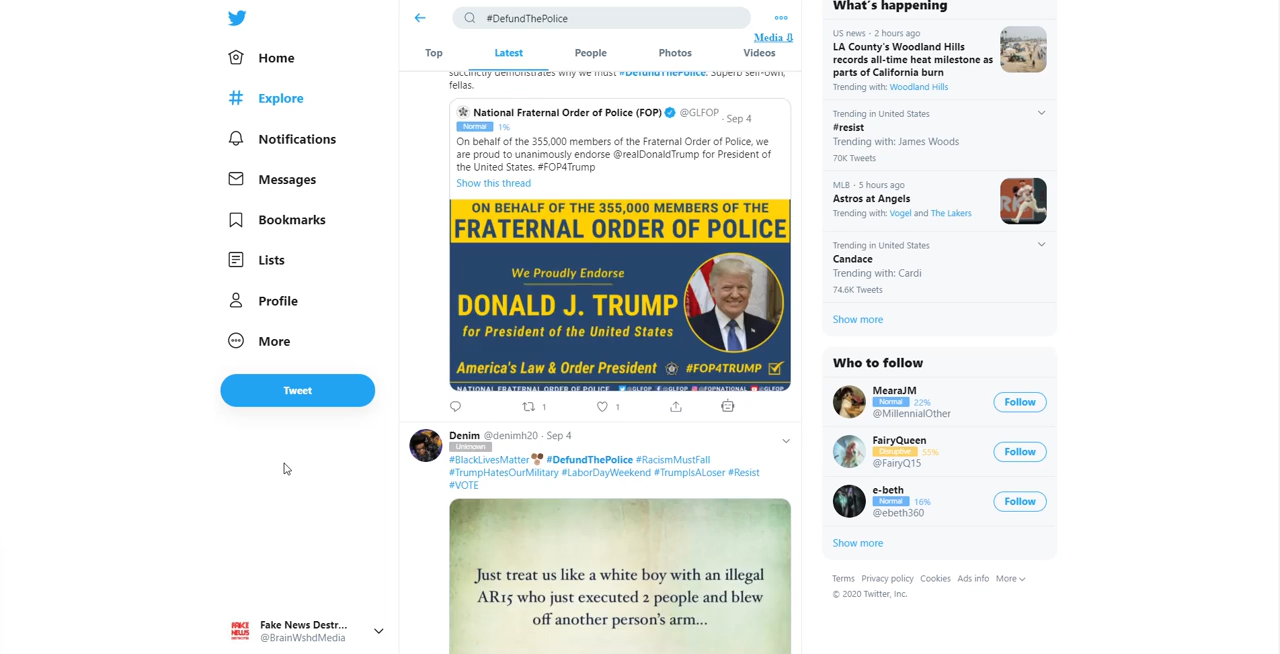 Home
Explore
Notifications
Messages
Bookmarks
Lists
Profile
More
Tweet
Fake News Destr...
@BrainWshdMedia
#DefundThePolice
Media ⇩
Top
Latest
People
Photos
Videos
succinctly demonstrates why we must #DefundThePolice. Superb self-own,
fellas.
National Fraternal Order of Police (FOP) @GLFOP · Sep 4
Normal 1%
On behalf of the 355,000 members of the Fraternal Order of Police, we
are proud to unanimously endorse @realDonaldTrump for President of
the United States. #FOP4Trump
Show this thread
ON BEHALF OF THE 355,000 MEMBERS OF THE
FRATERNAL ORDER OF POLICE
We Proudly Endorse
DONALD J. TRUMP
for President of the United States
America's Law & Order President #FOP4TRUMP
NATIONAL FRATERNAL ORDER OF POLICE @GLFOP @GLFOP @FOPNATIONAL @GLFOP
1
1
Denim @denimh20 · Sep 4
Unknown
#BlackLivesMatter #DefundThePolice #RacismMustFall
#TrumpHatesOurMilitary #LaborDayWeekend #TrumpIsALoser #Resist
#VOTE
Just treat us like a white boy with an illegal
AR15 who just executed 2 people and blew
off another person's arm...
What's happening
US news · 2 hours ago
LA County's Woodland Hills
records all-time heat milestone as
parts of California burn
Trending with: Woodland Hills
Trending in United States
#resist
Trending with: James Woods
70K Tweets
MLB · 5 hours ago
Astros at Angels
Trending with: Vogel and The Lakers
Trending in United States
Candace
Trending with: Cardi
74.6K Tweets
Show more
Who to follow
MearaJM
Normal 22%
@MillennialOther
Follow
FairyQueen
Disruptive 55%
@FairyQ15
Follow
e-beth
Normal 16%
@ebeth360
Follow
Show more
Terms Privacy policy Cookies Ads info More
© 2020 Twitter, Inc.